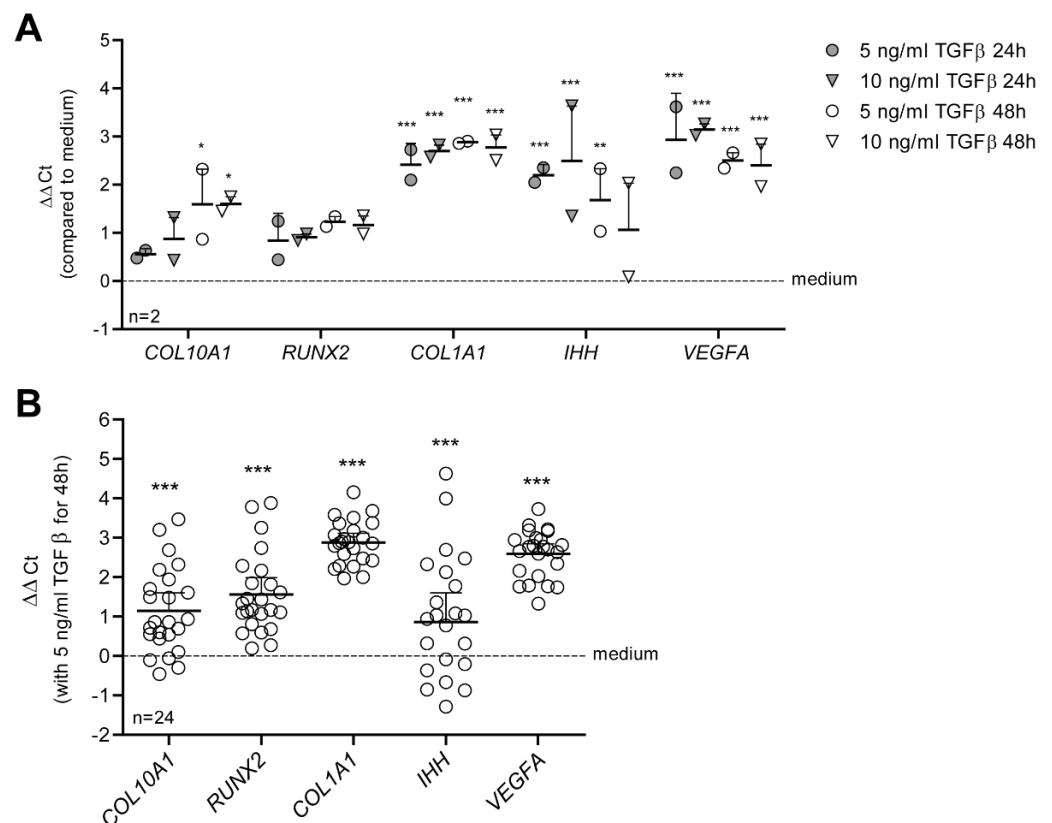 A
5
4
3
2
1
0
-1
ΔΔ Ct
(compared to medium)
5 ng/ml TGFβ 24h
10 ng/ml TGFβ 24h
5 ng/ml TGFβ 48h
10 ng/ml TGFβ 48h
* * *** *** *** *** *** *** ** *** *** *** ***
medium
n=2
COL10A1 RUNX2 COL1A1 IHH VEGFA
B
6
5
4
3
2
1
0
-1
-2
ΔΔ Ct
(with 5 ng/ml TGF β for 48h)
*** *** *** *** ***
medium
n=24
COL10A1 RUNX2 COL1A1 IHH VEGFA